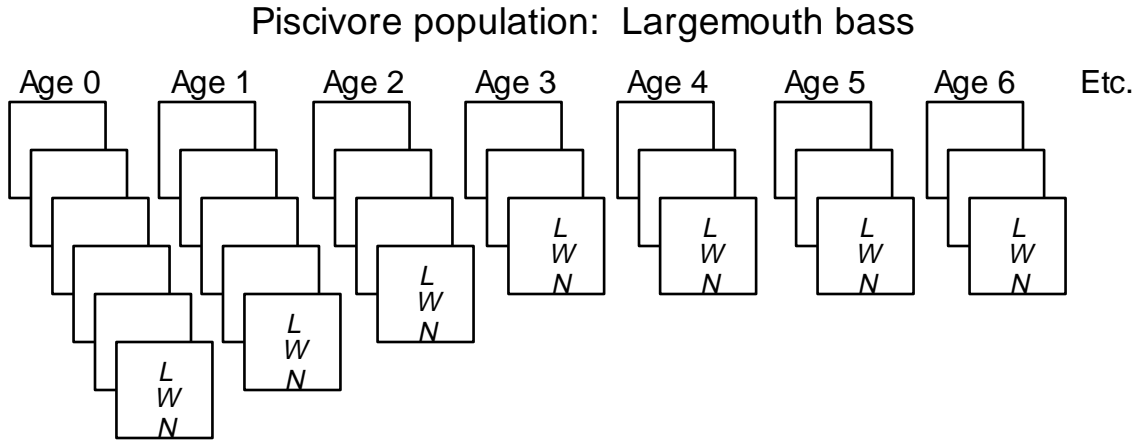 Piscivore population: Largemouth bass
Age 0 Age 1 Age 2 Age 3 Age 4 Age 5 Age 6 Etc.
L
W
N
L
W
N
L
W
N
L
W
N
L
W
N
L
W
N
L
W
N